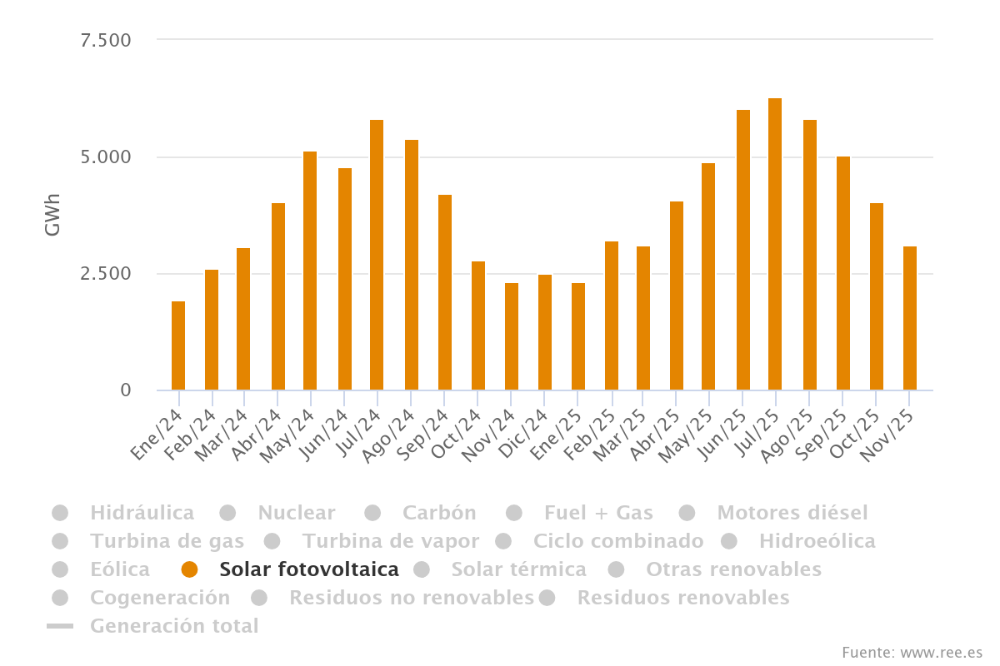 7.500
5.000
2.500
0
GWh
Ene/24
Feb/24
Mar/24
Abr/24
May/24
Jun/24
Jul/24
Ago/24
Sep/24
Oct/24
Nov/24
Dic/24
Ene/25
Feb/25
Mar/25
Abr/25
May/25
Jun/25
Jul/25
Ago/25
Sep/25
Oct/25
Nov/25
Hidráulica Nuclear Carbón Fuel + Gas Motores diésel
Turbina de gas Turbina de vapor Ciclo combinado Hidroeólica
Eólica Solar fotovoltaica Solar térmica Otras renovables
Cogeneración Residuos no renovables Residuos renovables
Generación total
Fuente: www.ree.es